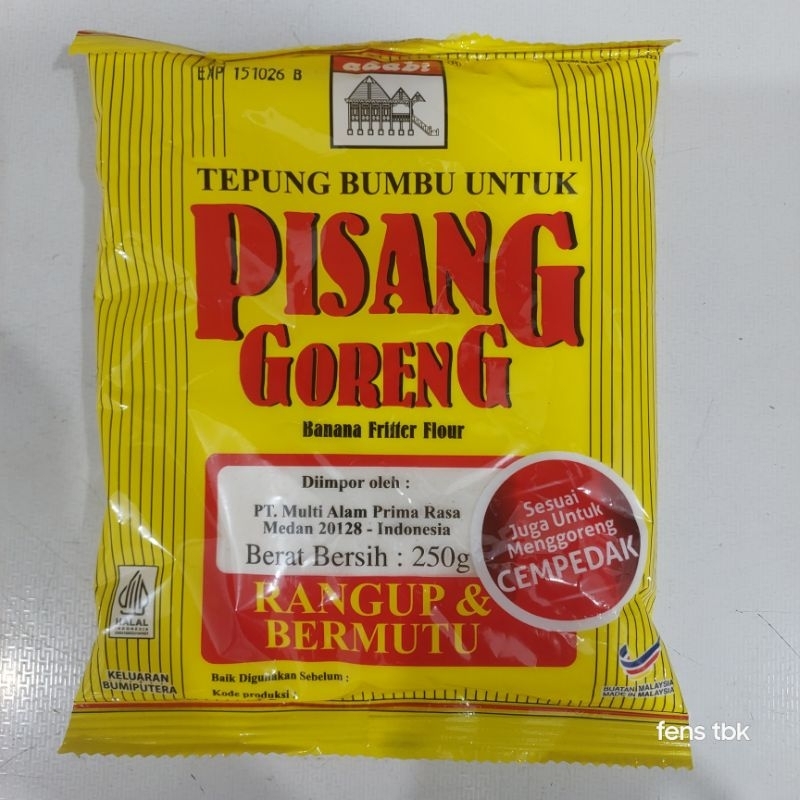 EXP 151026 B
adabi
TEPUNG BUMBU UNTUK
PISANG
GORENG
Banana Fritter Flour
Diimpor oleh :
PT. Multi Alam Prima Rasa
Medan 20128 - Indonesia
Berat Bersih : 250g
Sesuai
Juga Untuk
Menggoreng
CEMPEDAK
RANGUP &
BERMUTU
HALAL
INDONESIA
KELUARAN
BUMIPUTERA
Baik Digunakan Sebelum :
Kode produksi :
BUATAN MALAYSIA
MADE IN MALAYSIA
fens tbk